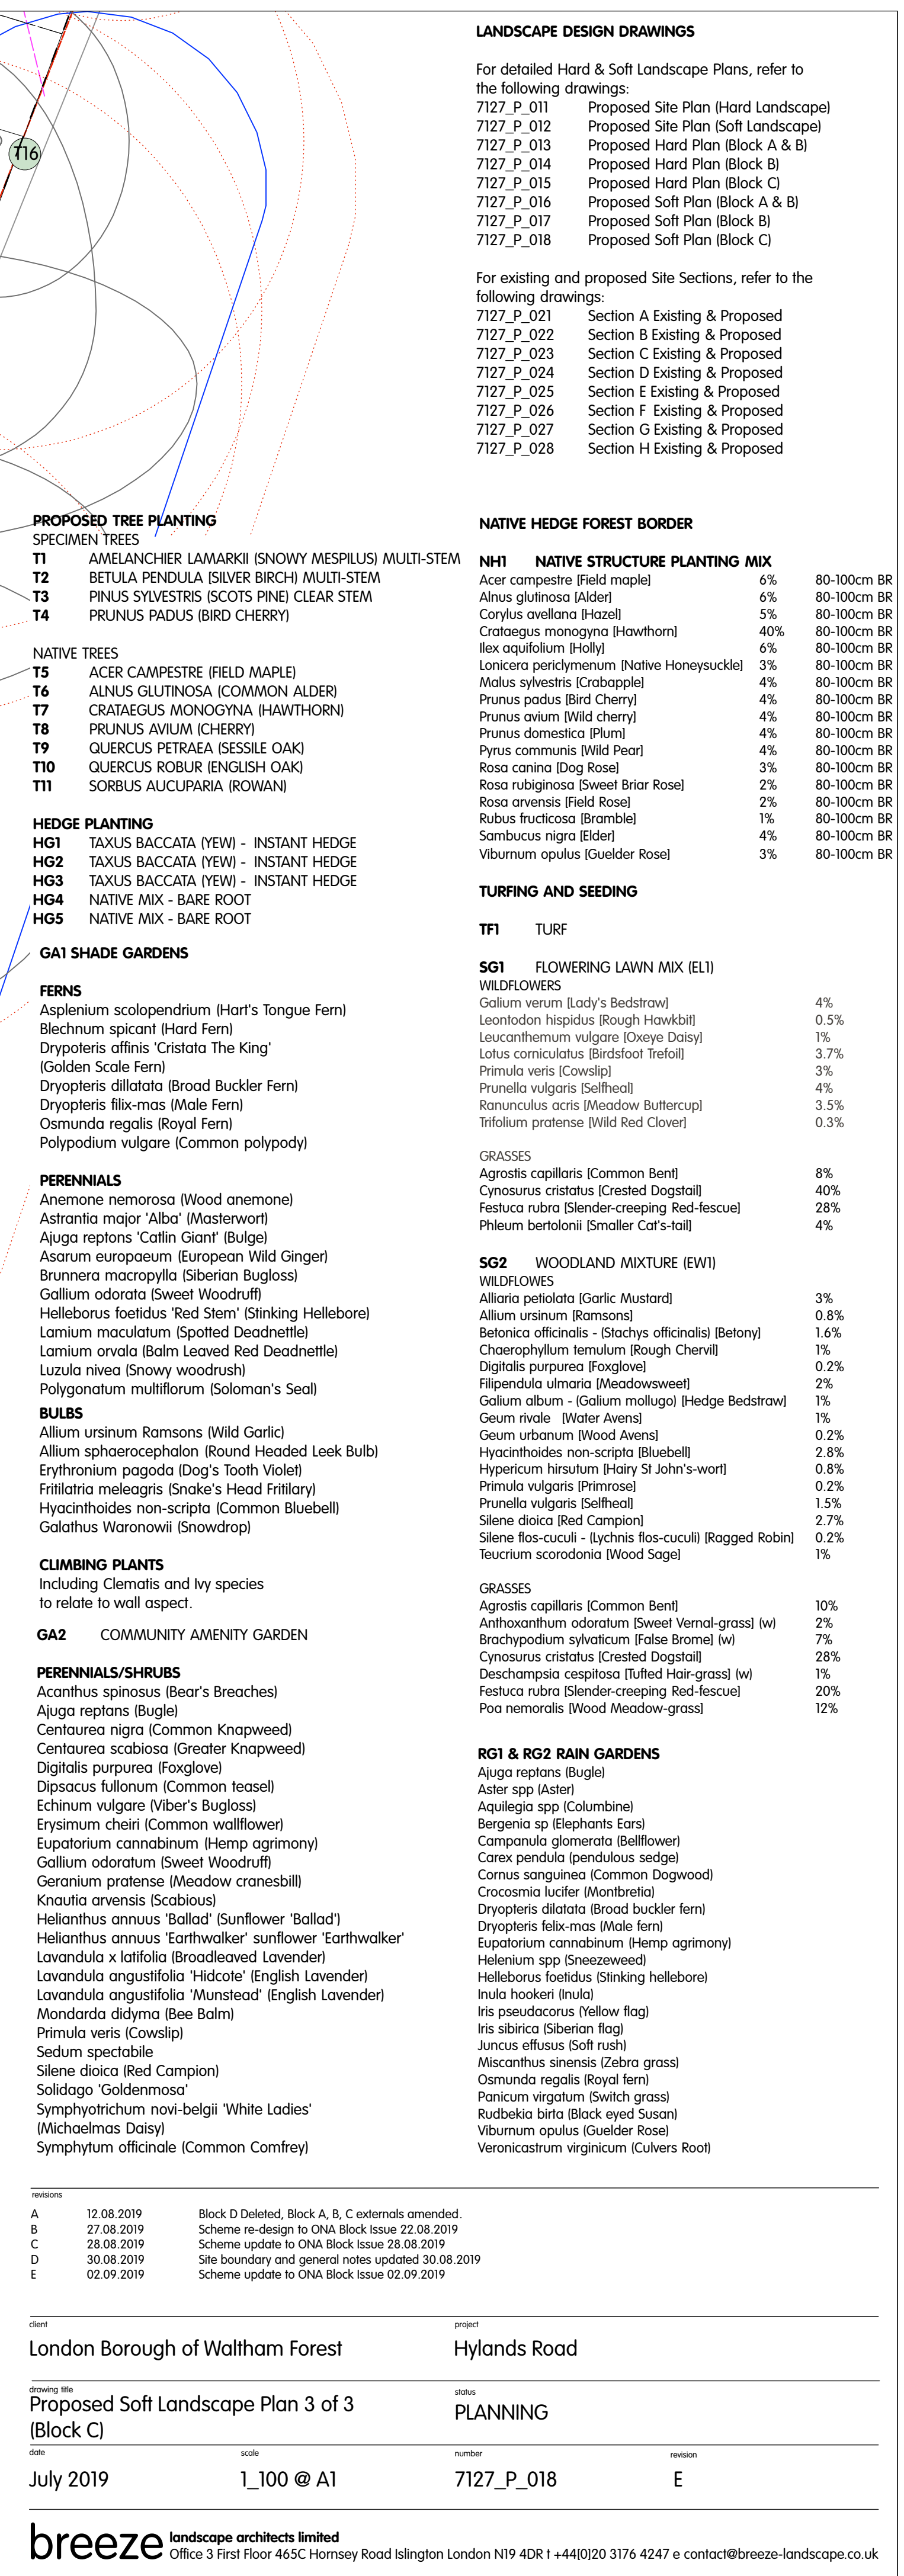 T16
LANDSCAPE DESIGN DRAWINGS
For detailed Hard & Soft Landscape Plans, refer to
the following drawings:
7127_P_011 Proposed Site Plan (Hard Landscape)
7127_P_012 Proposed Site Plan (Soft Landscape)
7127_P_013 Proposed Hard Plan (Block A & B)
7127_P_014 Proposed Hard Plan (Block B)
7127_P_015 Proposed Hard Plan (Block C)
7127_P_016 Proposed Soft Plan (Block A & B)
7127_P_017 Proposed Soft Plan (Block B)
7127_P_018 Proposed Soft Plan (Block C)
For existing and proposed Site Sections, refer to the
following drawings:
7127_P_021 Section A Existing & Proposed
7127_P_022 Section B Existing & Proposed
7127_P_023 Section C Existing & Proposed
7127_P_024 Section D Existing & Proposed
7127_P_025 Section E Existing & Proposed
7127_P_026 Section F Existing & Proposed
7127_P_027 Section G Existing & Proposed
7127_P_028 Section H Existing & Proposed
PROPOSED TREE PLANTING
SPECIMEN TREES
T1 AMELANCHIER LAMARKII (SNOWY MESPILUS) MULTI-STEM
T2 BETULA PENDULA [SILVER BIRCH) MULTI-STEM
T3 PINUS SYLVESTRIS (SCOTS PINE) CLEAR STEM
T4 PRUNUS PADUS (BIRD CHERRY)
NATIVE TREES
T5 ACER CAMPESTRE (FIELD MAPLE)
T6 ALNUS GLUTINOSA (COMMON ALDER)
T7 CRATAEGUS MONOGYNA (HAWTHORN)
T8 PRUNUS AVIUM (CHERRY)
T9 QUERCUS PETRAEA (SESSILE OAK)
T10 QUERCUS ROBUR (ENGLISH OAK)
T11 SORBUS AUCUPARIA (ROWAN)
HEDGE PLANTING
HG1 TAXUS BACCATA (YEW) - INSTANT HEDGE
HG2 TAXUS BACCATA (YEW) - INSTANT HEDGE
HG3 TAXUS BACCATA (YEW) - INSTANT HEDGE
HG4 NATIVE MIX - BARE ROOT
HG5 NATIVE MIX - BARE ROOT
GA1 SHADE GARDENS
FERNS
Asplenium scolopendrium (Hart's Tongue Fern)
Blechnum spicant (Hard Fern)
Drypoteris affinis 'Cristata The King'
(Golden Scale Fern)
Dryopteris dillatata (Broad Buckler Fern)
Dryopteris filix-mas (Male Fern)
Osmunda regalis (Royal Fern)
Polypodium vulgare (Common polypody)
PERENNIALS
Anemone nemorosa (Wood anemone)
Astrantia major 'Alba' (Masterwort)
Ajuga reptons 'Catlin Giant' (Bulge)
Asarum europaeum (European Wild Ginger)
Brunnera macropylla (Siberian Bugloss)
Gallium odorata (Sweet Woodruff)
Helleborus foetidus 'Red Stem' (Stinking Hellebore)
Lamium maculatum (Spotted Deadnettle)
Lamium orvala (Balm Leaved Red Deadnettle)
Luzula nivea (Snowy woodrush)
Polygonatum multiflorum (Soloman's Seal)
BULBS
Allium ursinum Ramsons (Wild Garlic)
Allium sphaerocephalon (Round Headed Leek Bulb)
Erythronium pagoda (Dog's Tooth Violet)
Fritilatria meleagris (Snake's Head Fritilary)
Hyacinthoides non-scripta (Common Bluebell)
Galathus Waronowii (Snowdrop)
CLIMBING PLANTS
Including Clematis and Ivy species
to relate to wall aspect.
GA2 COMMUNITY AMENITY GARDEN
PERENNIALS/SHRUBS
Acanthus spinosus (Bear's Breaches)
Ajuga reptans (Bugle)
Centaurea nigra (Common Knapweed)
Centaurea scabiosa (Greater Knapweed)
Digitalis purpurea (Foxglove)
Dipsacus fullonum (Common teasel)
Echinum vulgare (Viber's Bugloss)
Erysimum cheiri (Common wallflower)
Eupatorium cannabinum (Hemp agrimony)
Gallium odoratum (Sweet Woodruff)
Geranium pratense (Meadow cranesbill)
Knautia arvensis (Scabious)
Helianthus annuus 'Ballad' (Sunflower 'Ballad')
Helianthus annuus 'Earthwalker' sunflower 'Earthwalker'
Lavandula x latifolia (Broadleaved Lavender)
Lavandula angustifolia 'Hidcote' (English Lavender)
Lavandula angustifolia 'Munstead' (English Lavender)
Mondarda didyma (Bee Balm)
Primula veris (Cowslip)
Sedum spectabile
Silene dioica (Red Campion)
Solidago 'Goldenmosa'
Symphyotrichum novi-belgii 'White Ladies'
(Michaelmas Daisy)
Symphytum officinale (Common Comfrey)
NATIVE HEDGE FOREST BORDER
NH1 NATIVE STRUCTURE PLANTING MIX
Acer campestre [Field maple] 6% 80-100cm BR
Alnus glutinosa [Alder] 6% 80-100cm BR
Corylus avellana [Hazel] 5% 80-100cm BR
Crataegus monogyna [Hawthorn] 40% 80-100cm BR
Ilex aquifolium [Holly] 6% 80-100cm BR
Lonicera periclymenum [Native Honeysuckle] 3% 80-100cm BR
Malus sylvestris [Crabapple] 4% 80-100cm BR
Prunus padus [Bird Cherry] 4% 80-100cm BR
Prunus avium [Wild cherry] 4% 80-100cm BR
Prunus domestica [Plum] 4% 80-100cm BR
Pyrus communis [Wild Pear] 4% 80-100cm BR
Rosa canina [Dog Rose] 3% 80-100cm BR
Rosa rubiginosa [Sweet Briar Rose] 2% 80-100cm BR
Rosa arvensis [Field Rose] 2% 80-100cm BR
Rubus fructicosa [Bramble] 1% 80-100cm BR
Sambucus nigra [Elder] 4% 80-100cm BR
Viburnum opulus [Guelder Rose] 3% 80-100cm BR
TURFING AND SEEDING
TF1 TURF
SG1 FLOWERING LAWN MIX (EL1)
WILDFLOWERS
Galium verum [Lady's Bedstraw] 4%
Leontodon hispidus [Rough Hawkbit] 0.5%
Leucanthemum vulgare [Oxeye Daisy] 1%
Lotus corniculatus [Birdsfoot Trefoil] 3.7%
Primula veris [Cowslip] 3%
Prunella vulgaris [Selfheal] 4%
Ranunculus acris [Meadow Buttercup] 3.5%
Trifolium pratense [Wild Red Clover] 0.3%
GRASSES
Agrostis capillaris [Common Bent] 8%
Cynosurus cristatus [Crested Dogstail] 40%
Festuca rubra [Slender-creeping Red-fescue] 28%
Phleum bertolonii [Smaller Cat's-tail] 4%
SG2 WOODLAND MIXTURE (EW1)
WILDFLOWES
Alliaria petiolata [Garlic Mustard] 3%
Allium ursinum [Ramsons] 0.8%
Betonica officinalis - (Stachys officinalis) [Betony] 1.6%
Chaerophyllum temulum [Rough Chervil] 1%
Digitalis purpurea [Foxglove] 0.2%
Filipendula ulmaria [Meadowsweet] 2%
Galium album - (Galium mollugo) [Hedge Bedstraw] 1%
Geum rivale [Water Avens] 1%
Geum urbanum [Wood Avens] 0.2%
Hyacinthoides non-scripta [Bluebell] 2.8%
Hypericum hirsutum [Hairy St John's-wort] 0.8%
Primula vulgaris [Primrose] 0.2%
Prunella vulgaris [Selfheal] 1.5%
Silene dioica [Red Campion] 2.7%
Silene flos-cuculi - (Lychnis flos-cuculi) [Ragged Robin] 0.2%
Teucrium scorodonia [Wood Sage] 1%
GRASSES
Agrostis capillaris [Common Bent] 10%
Anthoxanthum odoratum [Sweet Vernal-grass] (w) 2%
Brachypodium sylvaticum [False Brome] (w) 7%
Cynosurus cristatus [Crested Dogstail] 28%
Deschampsia cespitosa [Tufted Hair-grass] (w) 1%
Festuca rubra [Slender-creeping Red-fescue] 20%
Poa nemoralis [Wood Meadow-grass] 12%
RG1 & RG2 RAIN GARDENS
Ajuga reptans (Bugle)
Aster spp (Aster)
Aquilegia spp (Columbine)
Bergenia sp (Elephants Ears)
Campanula glomerata (Bellflower)
Carex pendula (pendulous sedge)
Cornus sanguinea (Common Dogwood)
Crocosmia lucifer (Montbretia)
Dryopteris dilatata (Broad buckler fern)
Dryopteris felix-mas (Male fern)
Eupatorium cannabinum (Hemp agrimony)
Helenium spp (Sneezeweed)
Helleborus foetidus (Stinking hellebore)
Inula hookeri (Inula)
Iris pseudacorus (Yellow flag)
Iris sibirica (Siberian flag)
Juncus effusus (Soft rush)
Miscanthus sinensis (Zebra grass)
Osmunda regalis (Royal fern)
Panicum virgatum (Switch grass)
Rudbekia birta (Black eyed Susan)
Viburnum opulus (Guelder Rose)
Veronicastrum virginicum (Culvers Root)
revisions
A 12.08.2019 Block D Deleted, Block A, B, C externals amended.
B 27.08.2019 Scheme re-design to ONA Block Issue 22.08.2019
C 28.08.2019 Scheme update to ONA Block Issue 28.08.2019
D 30.08.2019 Site boundary and general notes updated 30.08.2019
E 02.09.2019 Scheme update to ONA Block Issue 02.09.2019
client project
London Borough of Waltham Forest Hylands Road
drawing title status
Proposed Soft Landscape Plan 3 of 3 PLANNING
(Block C)
date scale number revision
July 2019 1_100 @ A1 7127_P_018 E
breeze landscape architects limited
Office 3 First Floor 465C Hornsey Road Islington London N19 4DR t +44[0]20 3176 4247 e contact@breeze-landscape.co.uk